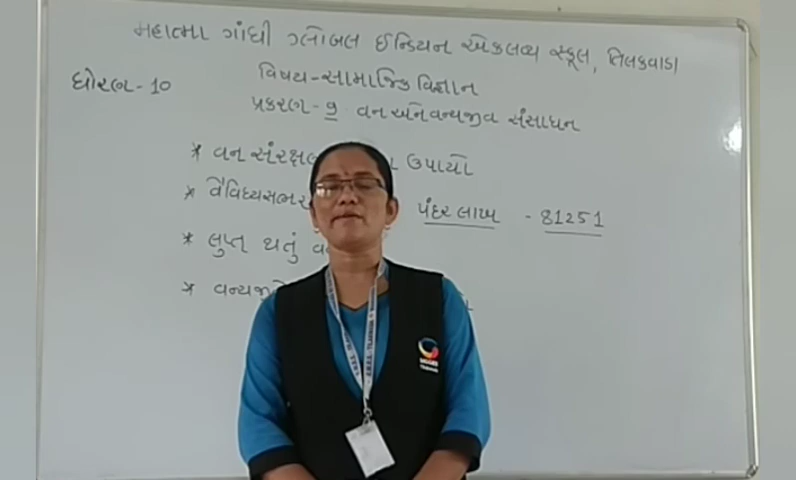 મહાત્મા ગાંધી ગ્લોબલ ઈન્ડિયન એકલવ્ય સ્કૂલ, તિલકવાડા
ધોરણ - 10
વિષય - સામાજિક વિજ્ઞાન
પ્રકરણ - 9 વન અને વન્યજીવ સંસાધન
* વન સંરક્ષણ ઉપાયો
* વૈવિધ્યસભર પંદર લાખ - 81251
* લુપ્ત થતું
* વન્યજી